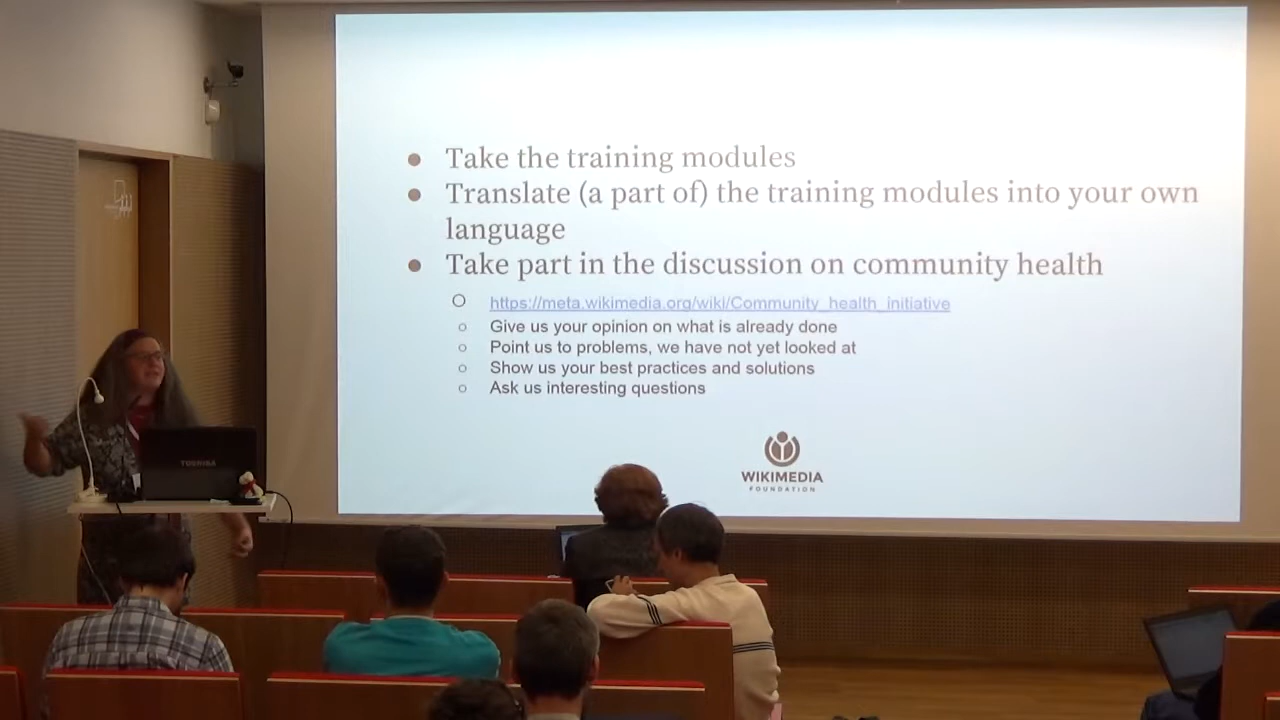 Take the training modules
Translate (a part of) the training modules into your own
language
Take part in the discussion on community health
https://meta.wikimedia.org/wiki/Community_health_initiative
Give us your opinion on what is already done
Point us to problems, we have not yet looked at
Show us your best practices and solutions
Ask us interesting questions
WIKIMEDIA
FOUNDATION
TOSHIBA